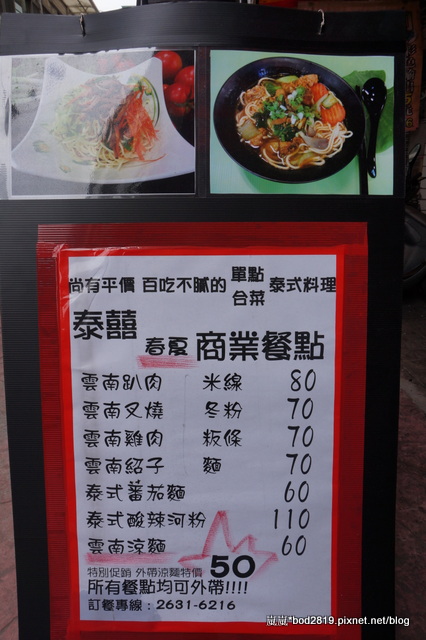 尚有平價 百吃不膩的 單點 合菜 泰式料理
泰囍
春夏 商業餐點
雲南趴肉 米線 80
雲南叉燒 冬粉 70
雲南雞肉 粄條 70
雲南紹子 麵 70
泰式蕃茄麵 60
泰式酸辣河粉 110
雲南涼麵 60
特別促銷 外帶涼麵特價 50
所有餐點均可外帶!!!!
訂餐專線：2631-6216
嵐嵐*bod2819.pixnet.net/blog